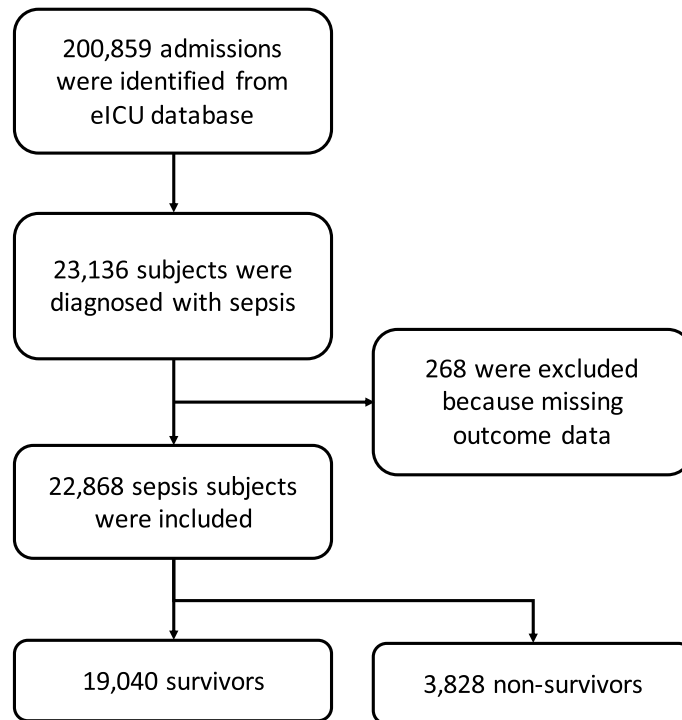 200,859 admissions
were identified from
eICU database
23,136 subjects were
diagnosed with sepsis
268 were excluded
because missing
outcome data
22,868 sepsis subjects
were included
19,040 survivors
3,828 non-survivors